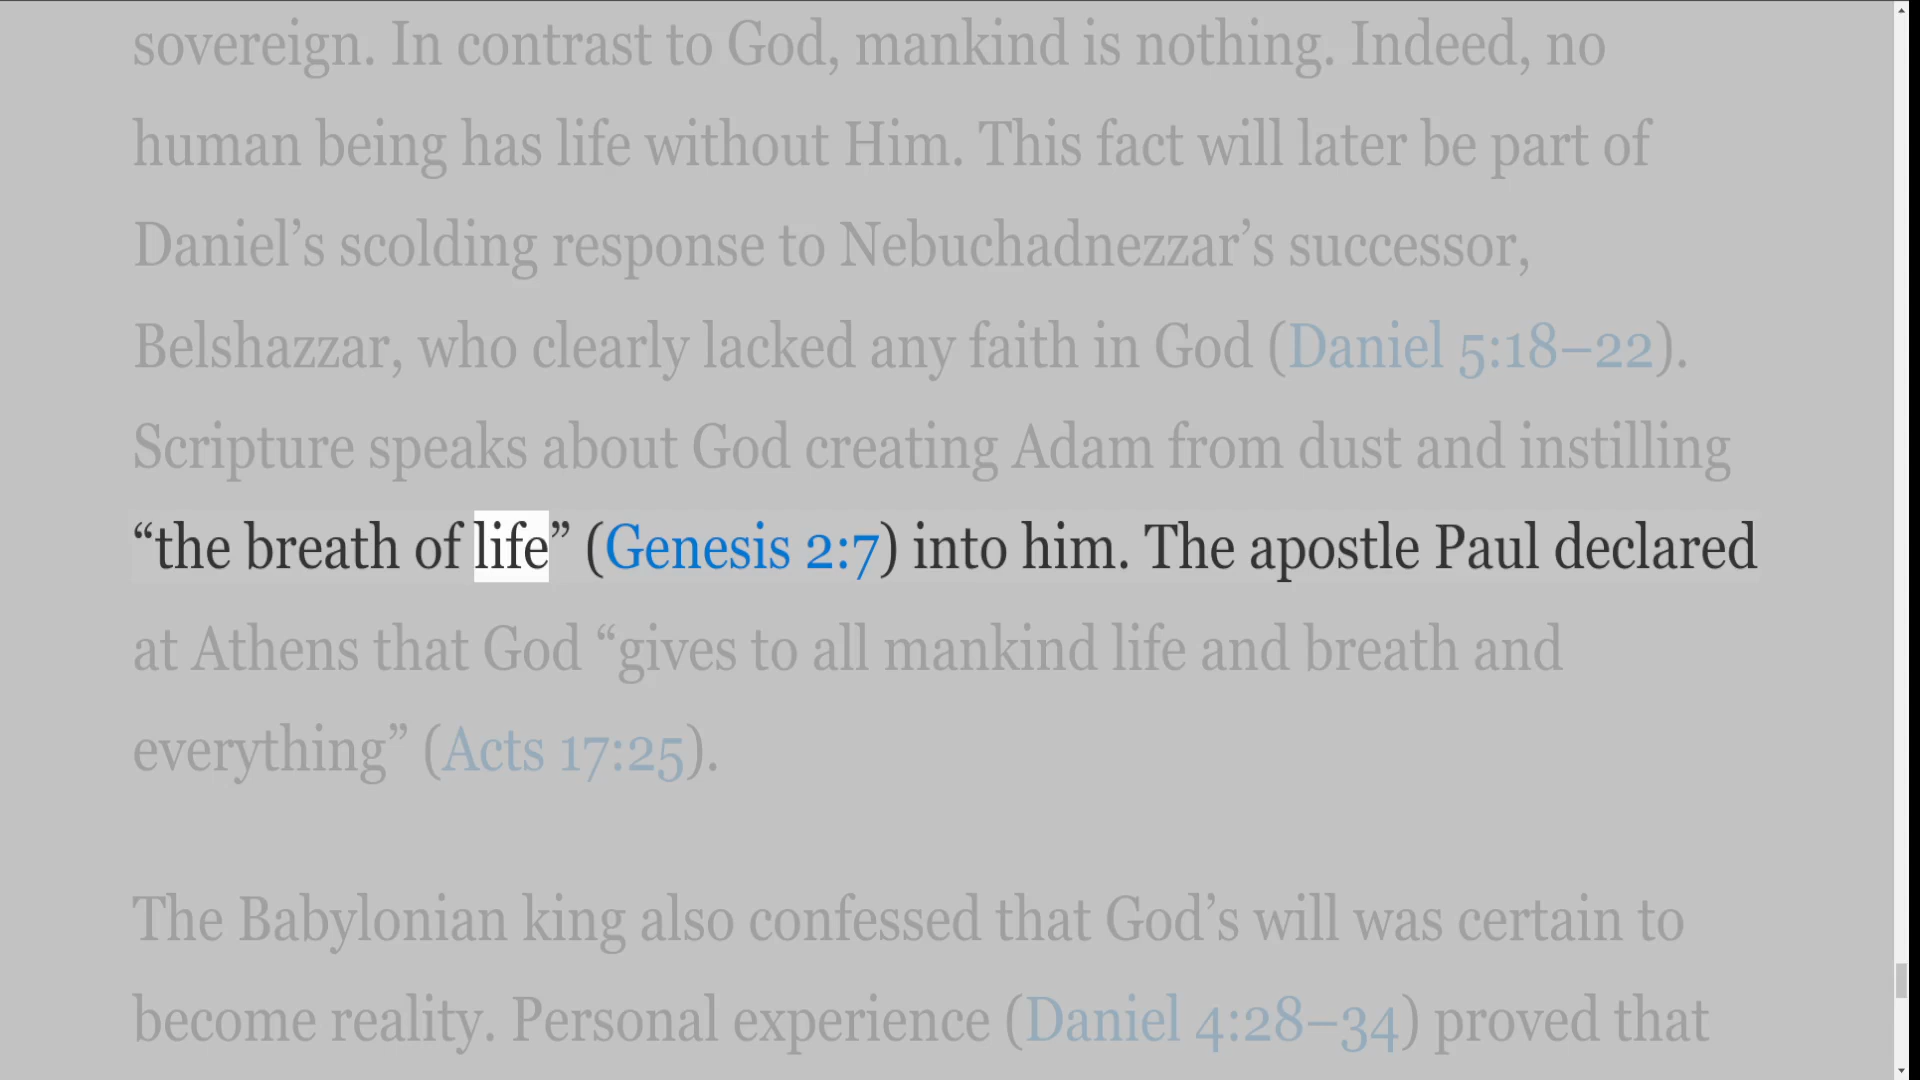 sovereign. In contrast to God, mankind is nothing. Indeed, no
human being has life without Him. This fact will later be part of
Daniel’s scolding response to Nebuchadnezzar’s successor,
Belshazzar, who clearly lacked any faith in God (Daniel 5:18–22).
Scripture speaks about God creating Adam from dust and instilling
“the breath of life” (Genesis 2:7) into him. The apostle Paul declared
at Athens that God “gives to all mankind life and breath and
everything” (Acts 17:25).
The Babylonian king also confessed that God’s will was certain to
become reality. Personal experience (Daniel 4:28–34) proved that